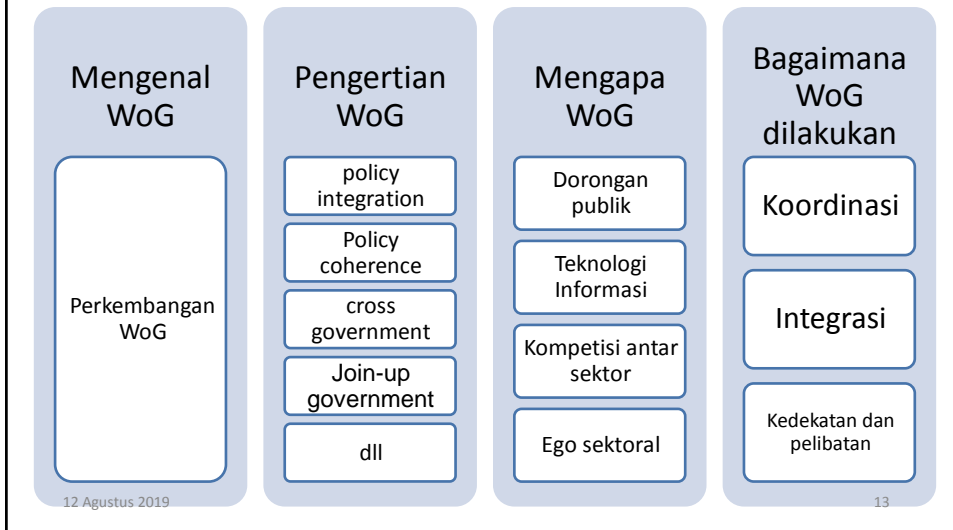 Mengenal
WoG
Perkembangan
WoG
Pengertian
WoG
policy
integration
Policy
coherence
cross
government
Join-up
government
dll
Mengapa
WoG
Dorongan
publik
Teknologi
Informasi
Kompetisi antar
sektor
Ego sektoral
Bagaimana
WoG
dilakukan
Koordinasi
Integrasi
Kedekatan dan
pelibatan
12 Agustus 2019
13